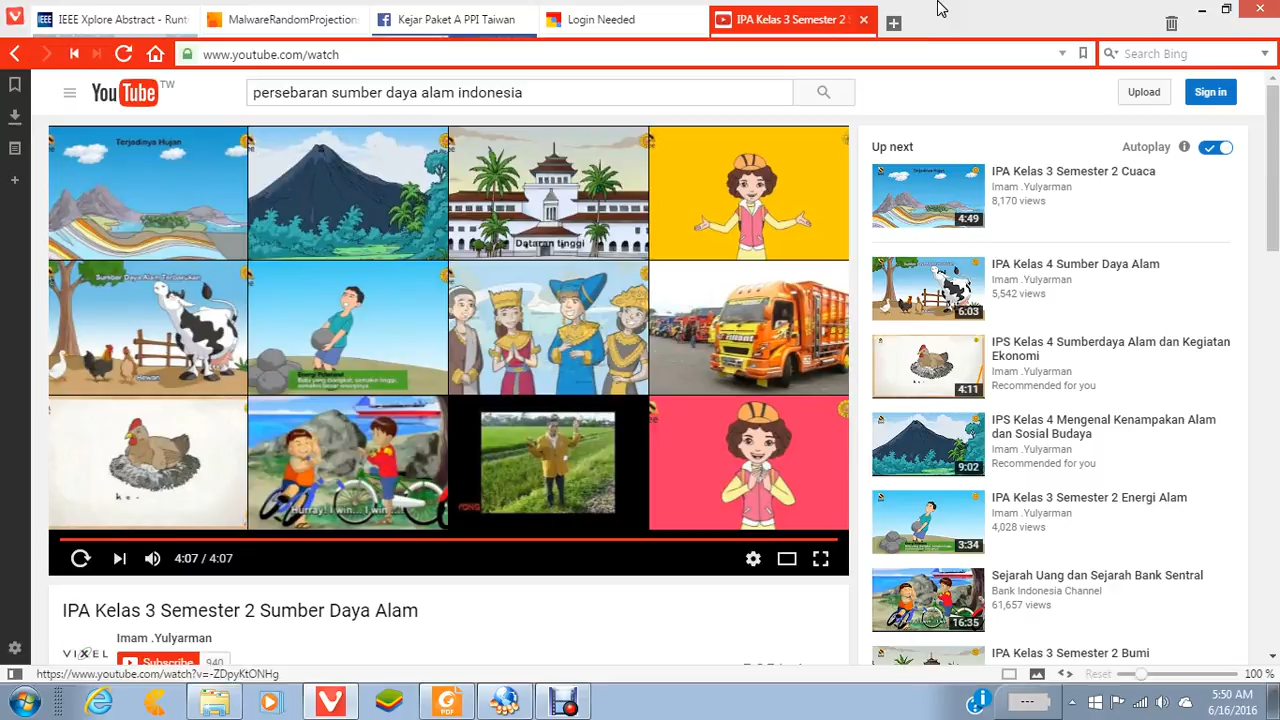 IEEE Xplore Abstract - Runt
MalwareRandomProjections
Kejar Paket A PPI Taiwan
Login Needed
IPA Kelas 3 Semester 2
www.youtube.com/watch
Search Bing
YouTube TW
persebaran sumber daya alam indonesia
Upload
Sign in
Terjadinya Hujan
Dataran tinggi
Sumber Daya Alam Terbarukan
Hewan
Energi Potensial
Hurray! I win... I win ....!
4:07 / 4:07
IPA Kelas 3 Semester 2 Sumber Daya Alam
VIXEL
Imam .Yulyarman
Subscribe
940
Up next
Autoplay
IPA Kelas 3 Semester 2 Cuaca
Imam .Yulyarman
8,170 views
4:49
IPA Kelas 4 Sumber Daya Alam
Imam .Yulyarman
5,542 views
6:03
IPS Kelas 4 Sumberdaya Alam dan Kegiatan
Ekonomi
Imam .Yulyarman
Recommended for you
4:11
IPS Kelas 4 Mengenal Kenampakan Alam
dan Sosial Budaya
Imam .Yulyarman
Recommended for you
9:02
IPA Kelas 3 Semester 2 Energi Alam
Imam .Yulyarman
4,028 views
3:34
Sejarah Uang dan Sejarah Bank Sentral
Bank Indonesia Channel
61,657 views
16:35
IPA Kelas 3 Semester 2 Bumi
https://www.youtube.com/watch?v=-ZDpyKtONHg
Reset
100 %
PDF
5:50 AM
6/16/2016